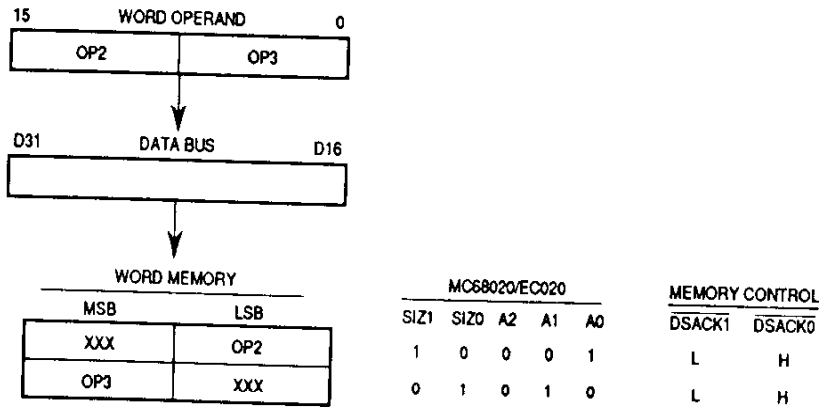 15 WORD OPERAND 0
OP2 OP3
D31 DATA BUS D16
WORD MEMORY
MSB LSB
XXX OP2
OP3 XXX
MC68020/EC020 MEMORY CONTROL
SIZ1 SIZ0 A2 A1 A0 DSACK1 DSACK0
1 0 0 0 1 L H
0 1 0 1 0 L H